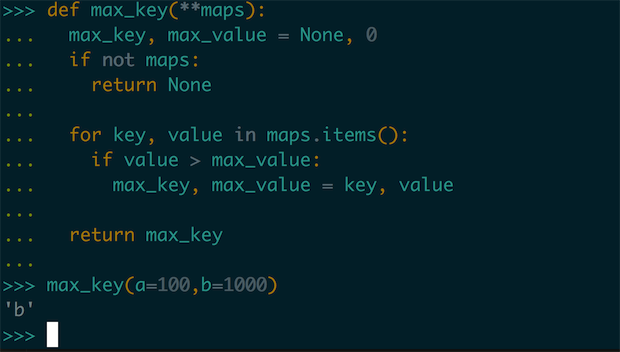 >>> def max_key(**maps):
...   max_key, max_value = None, 0
...   if not maps:
...     return None
...
...   for key, value in maps.items():
...     if value > max_value:
...       max_key, max_value = key, value
...
...   return max_key
...
>>> max_key(a=100,b=1000)
'b'
>>>